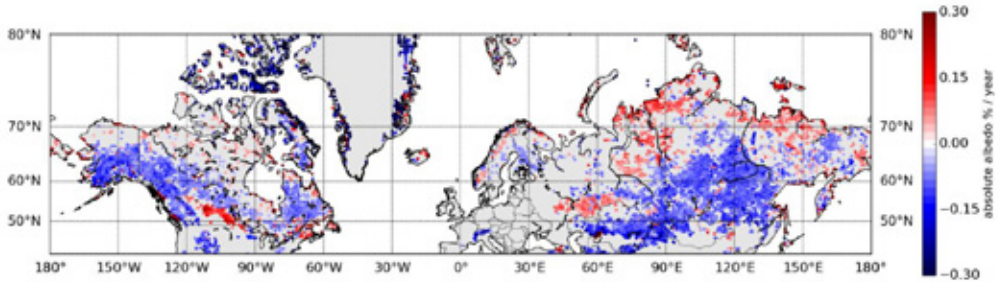 80°N 80°N
70°N 70°N
60°N 60°N
50°N 50°N
180° 150°W 120°W 90°W 60°W 30°W 0° 30°E 60°E 90°E 120°E 150°E 180°
0.30
0.15
0.00
−0.15
−0.30
absolute albedo % / year